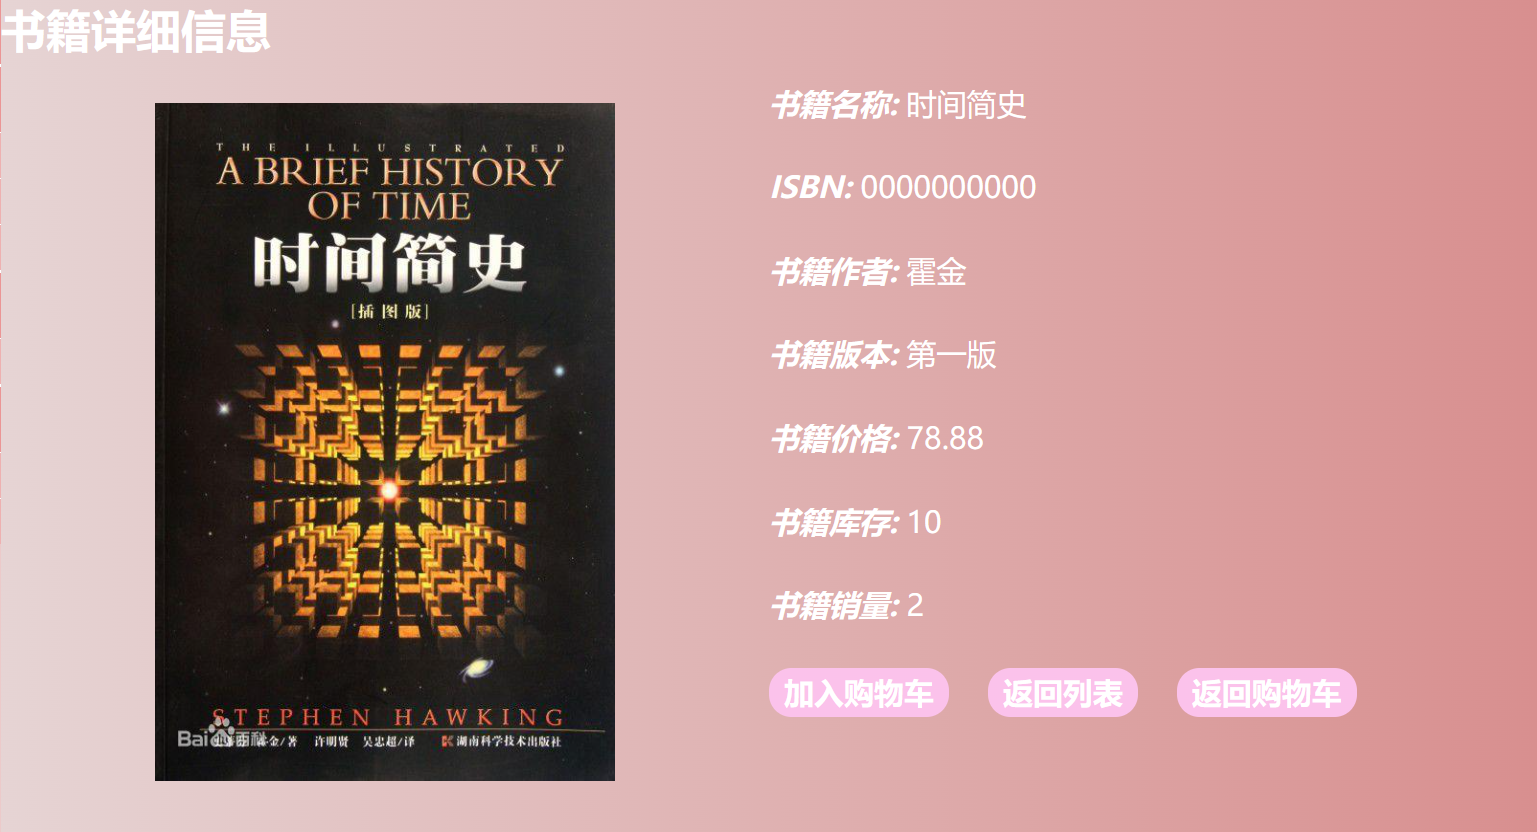 书籍详细信息
THE ILLUSTRATED
A BRIEF HISTORY
OF TIME
时间简史
[插图版]
STEPHEN HAWKING
金/著 许明贤 吴忠超/译 湖南科学技术出版社
Bai百科
书籍名称: 时间简史
ISBN: 0000000000
书籍作者: 霍金
书籍版本: 第一版
书籍价格: 78.88
书籍库存: 10
书籍销量: 2
加入购物车 返回列表 返回购物车